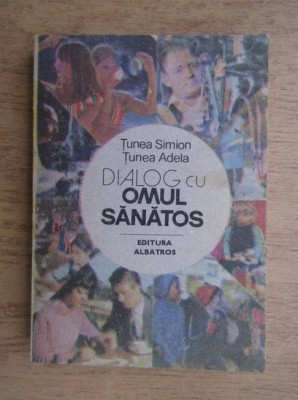 Țunea Simion
Țunea Adela
DIALOG CU
OMUL
SĂNĂTOS
EDITURA
ALBATROS